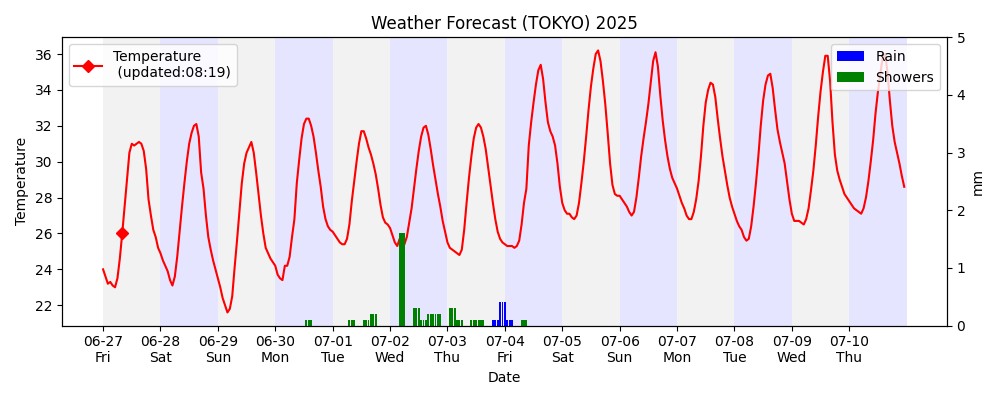 Weather Forecast (TOKYO) 2025
Temperature
(updated:08:19)
Rain
Showers
Temperature
36
34
32
30
28
26
24
22
5
4
3
2
1
0
mm
06-27 06-28 06-29 06-30 07-01 07-02 07-03 07-04 07-05 07-06 07-07 07-08 07-09 07-10
Fri Sat Sun Mon Tue Wed Thu Fri Sat Sun Mon Tue Wed Thu
Date